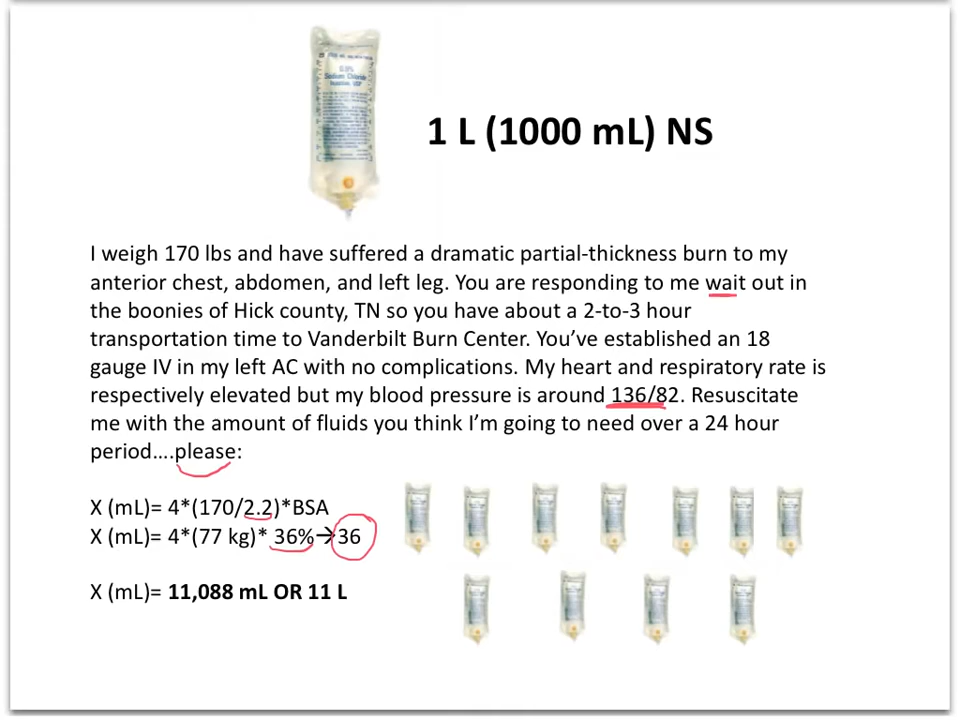 0.9%
Sodium Chloride
1 L (1000 mL) NS
I weigh 170 lbs and have suffered a dramatic partial-thickness burn to my
anterior chest, abdomen, and left leg. You are responding to me wait out in
the boonies of Hick county, TN so you have about a 2-to-3 hour
transportation time to Vanderbilt Burn Center. You’ve established an 18
gauge IV in my left AC with no complications. My heart and respiratory rate is
respectively elevated but my blood pressure is around 136/82. Resuscitate
me with the amount of fluids you think I’m going to need over a 24 hour
period….please:
X (mL)= 4*(170/2.2)*BSA
X (mL)= 4*(77 kg)* 36%→36
X (mL)= 11,088 mL OR 11 L